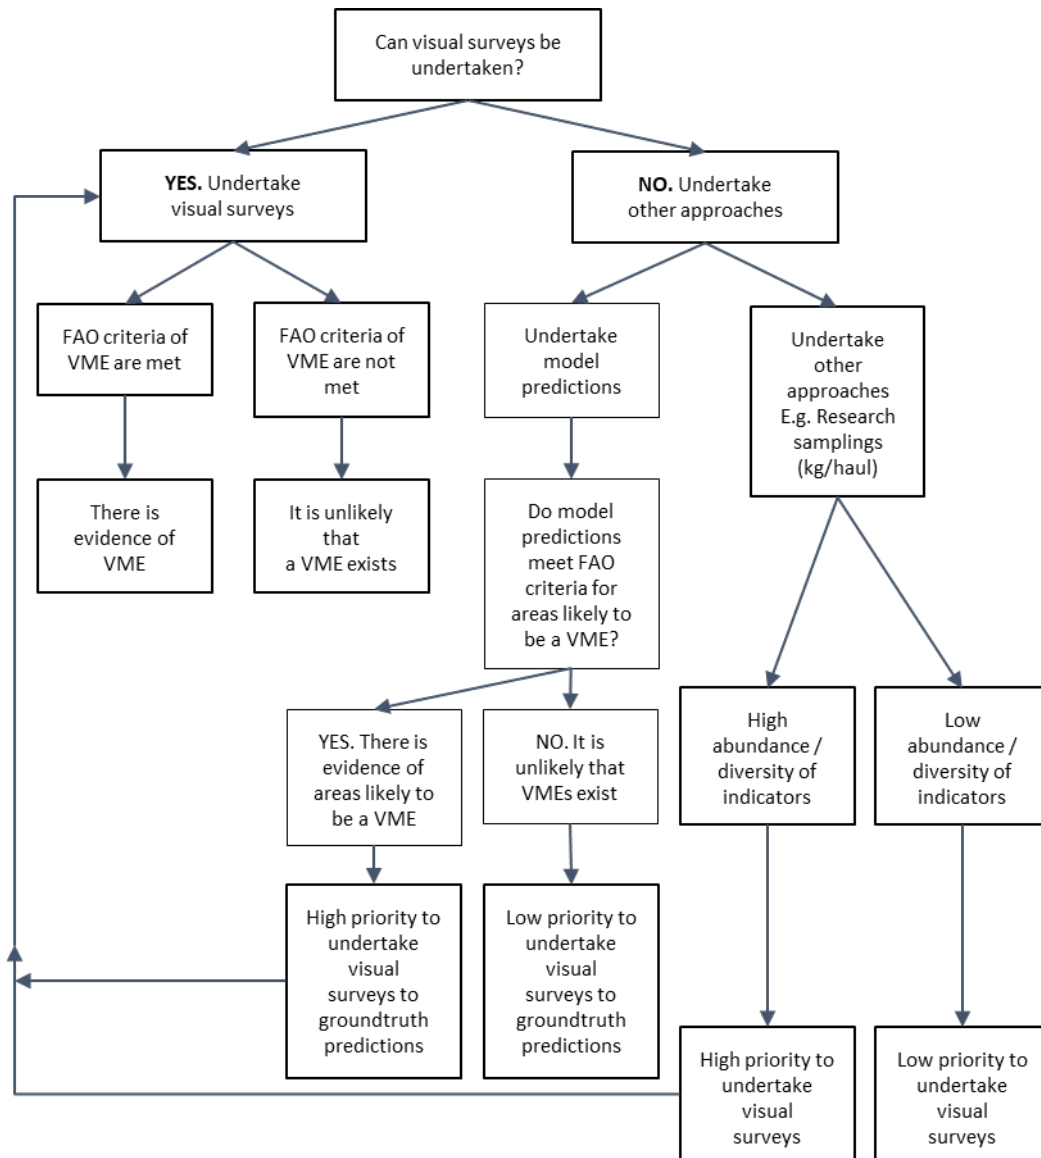 Can visual surveys be
undertaken?
YES. Undertake
visual surveys
NO. Undertake
other approaches
FAO criteria of
VME are met
FAO criteria of
VME are not
met
Undertake
model
predictions
Undertake
other
approaches
E.g. Research
samplings
(kg/haul)
There is
evidence of
VME
It is unlikely
that
a VME exists
Do model
predictions
meet FAO
criteria for
areas likely to
be a VME?
YES. There is
evidence of
areas likely to
be a VME
NO. It is
unlikely that
VMEs exist
High
abundance /
diversity of
indicators
Low
abundance /
diversity of
indicators
High priority to
undertake
visual
surveys to
groundtruth
predictions
Low priority to
undertake
visual
surveys to
groundtruth
predictions
High priority to
undertake
visual
surveys
Low priority to
undertake
visual
surveys